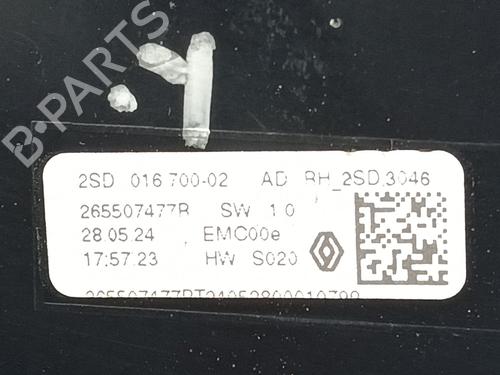 B-PARTS
2SD 016 700-02 AD RH_2SD,3046
265507477R SW 1.0
28.05.24 EMC00e
17:57:23 HW S020
265507477RT24052800010799